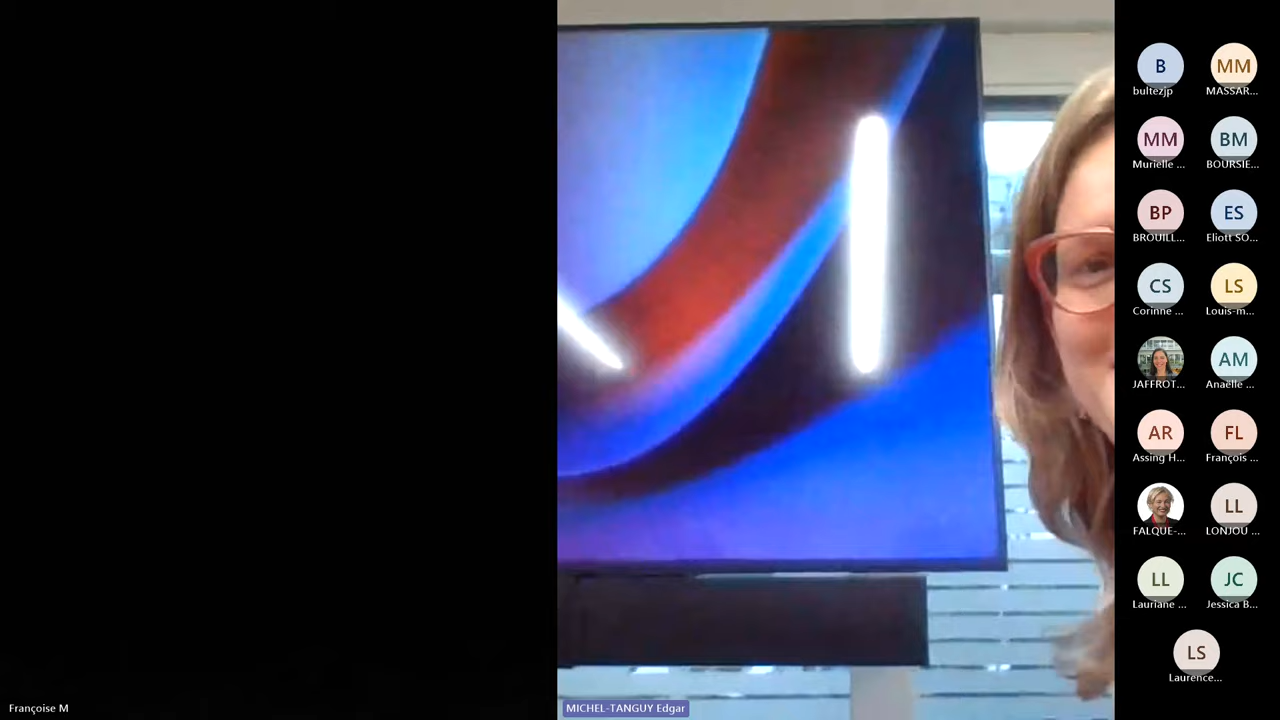 B
bultezjp
MM
MASSAR...
MM
Murielle ...
BM
BOURSIE...
BP
BROUILL...
ES
Eliott SO...
CS
Corinne ...
LS
Louis-m...
JAFFROT...
AM
Anaëlle ...
AR
Assing H...
FL
François ...
FALQUE-...
LL
LONJOU ...
LL
Lauriane ...
JC
Jessica B...
LS
Laurence...
Françoise M
MICHEL-TANGUY Edgar